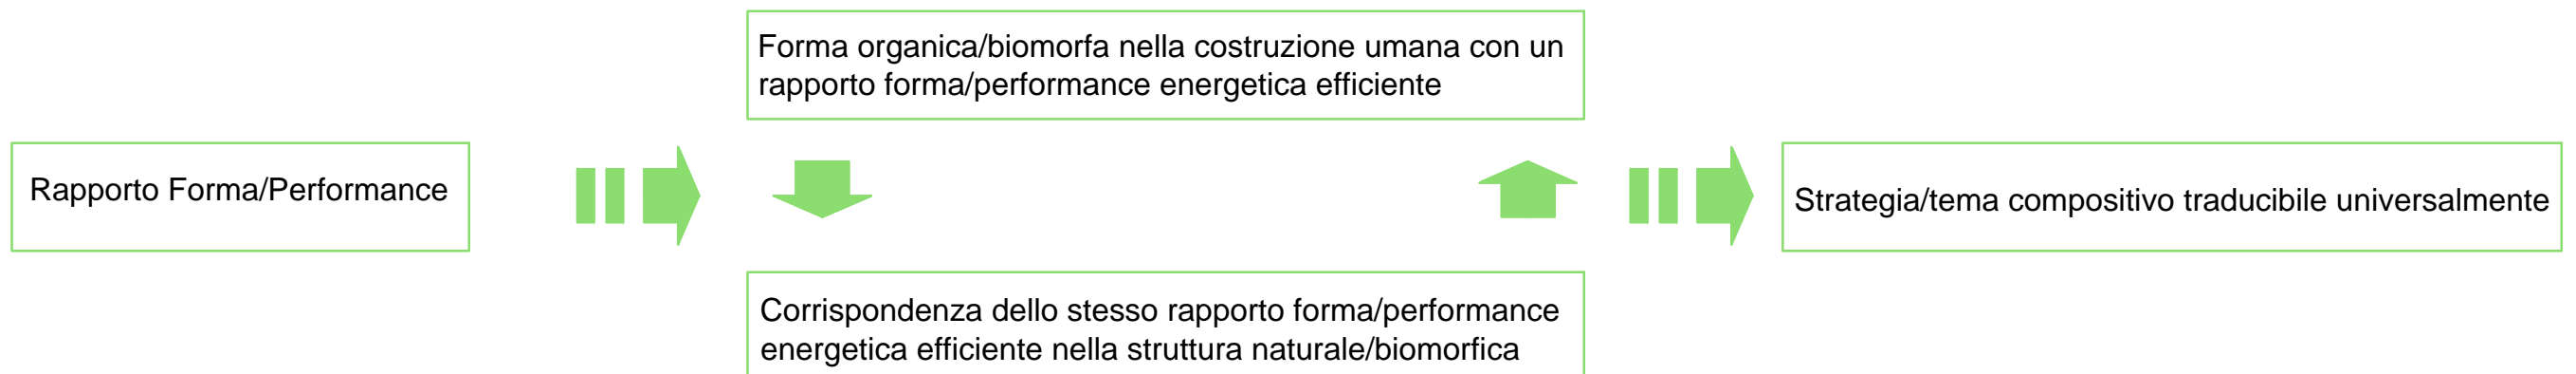 Forma organica/biomorfa nella costruzione umana con un
rapporto forma/performance energetica efficiente
Rapporto Forma/Performance
Strategia/tema compositivo traducibile universalmente
Corrispondenza dello stesso rapporto forma/performance
energetica efficiente nella struttura naturale/biomorfica